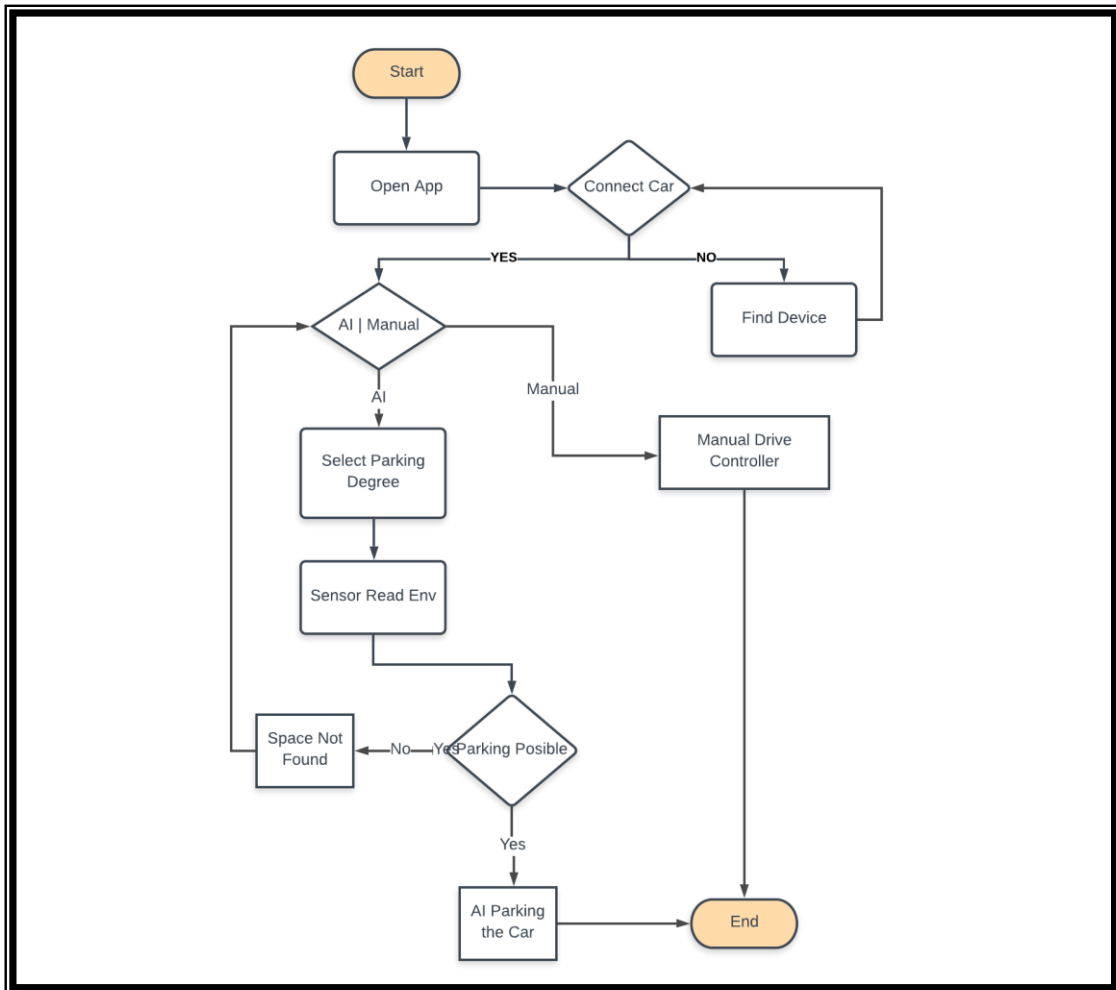 Start
Open App
Connect Car
YES
NO
Find Device
AI | Manual
AI
Manual
Select Parking
Degree
Manual Drive
Controller
Sensor Read Env
Space Not
Found
No
Yes
Parking Posible
Yes
AI Parking
the Car
End